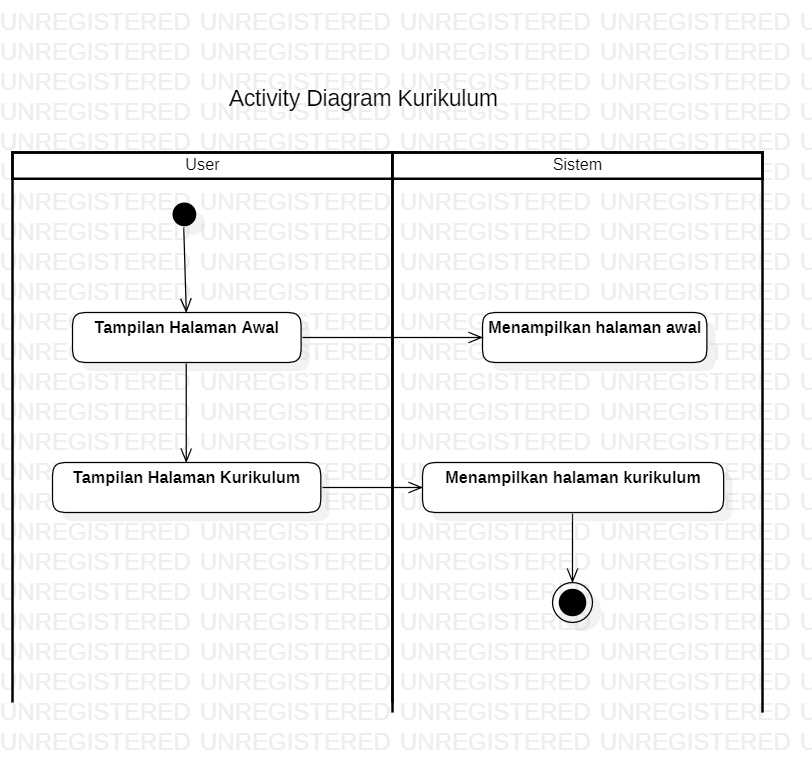 UNREGISTERED UNREGISTERED UNREGISTERED UNREGISTERED
Activity Diagram Kurikulum
User
Sistem
Tampilan Halaman Awal
Menampilkan halaman awal
Tampilan Halaman Kurikulum
Menampilkan halaman kurikulum